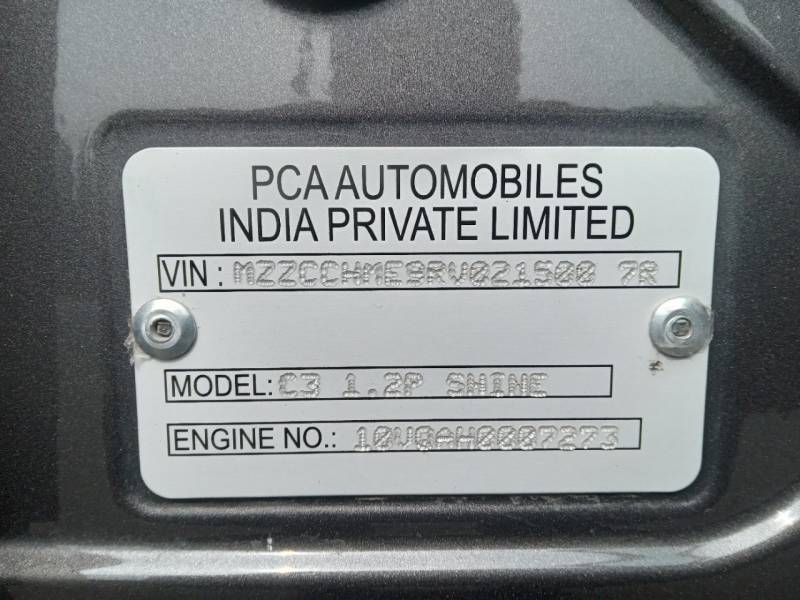 PCA AUTOMOBILES
INDIA PRIVATE LIMITED
VIN : MZZCCHME9RV021500 7R
MODEL: C3 1.2P SHINE
ENGINE NO.: 10VQAH0007273